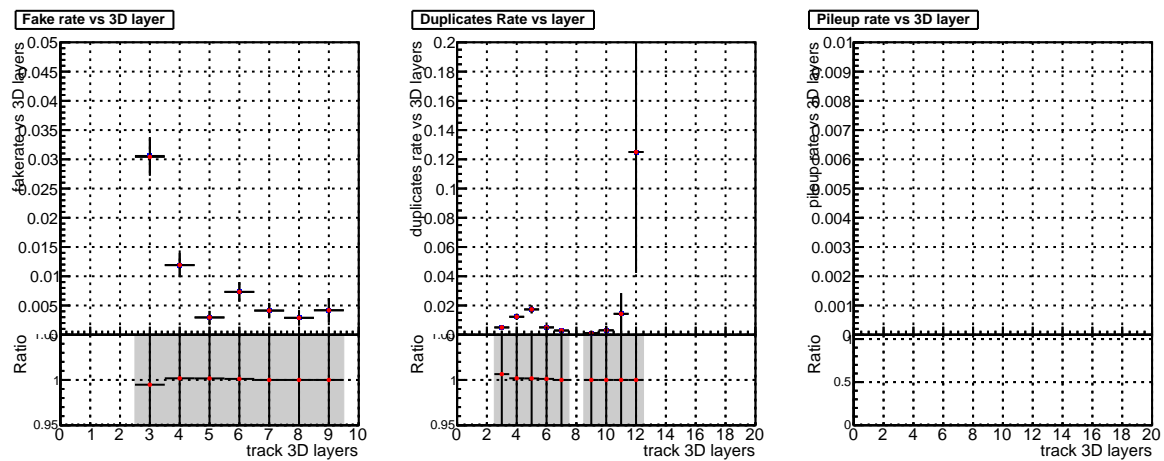 Fake rate vs 3D layer
fakerate vs 3D layers
0.05
0.045
0.04
0.035
0.03
0.025
0.02
0.015
0.01
0.005
0
Ratio
1
0.95
0 1 2 3 4 5 6 7 8 9 10
track 3D layers
Duplicates Rate vs layer
duplicates rate vs 3D layers
0.2
0.18
0.16
0.14
0.12
0.1
0.08
0.06
0.04
0.02
0
Ratio
1
0.95
0 2 4 6 8 10 12 14 16 18 20
track 3D layers
Pileup rate vs 3D layer
pileup rate vs 3D layers
0.01
0.009
0.008
0.007
0.006
0.005
0.004
0.003
0.002
0.001
0
Ratio
1
0.5
0
0 2 4 6 8 10 12 14 16 18 20
track 3D layers